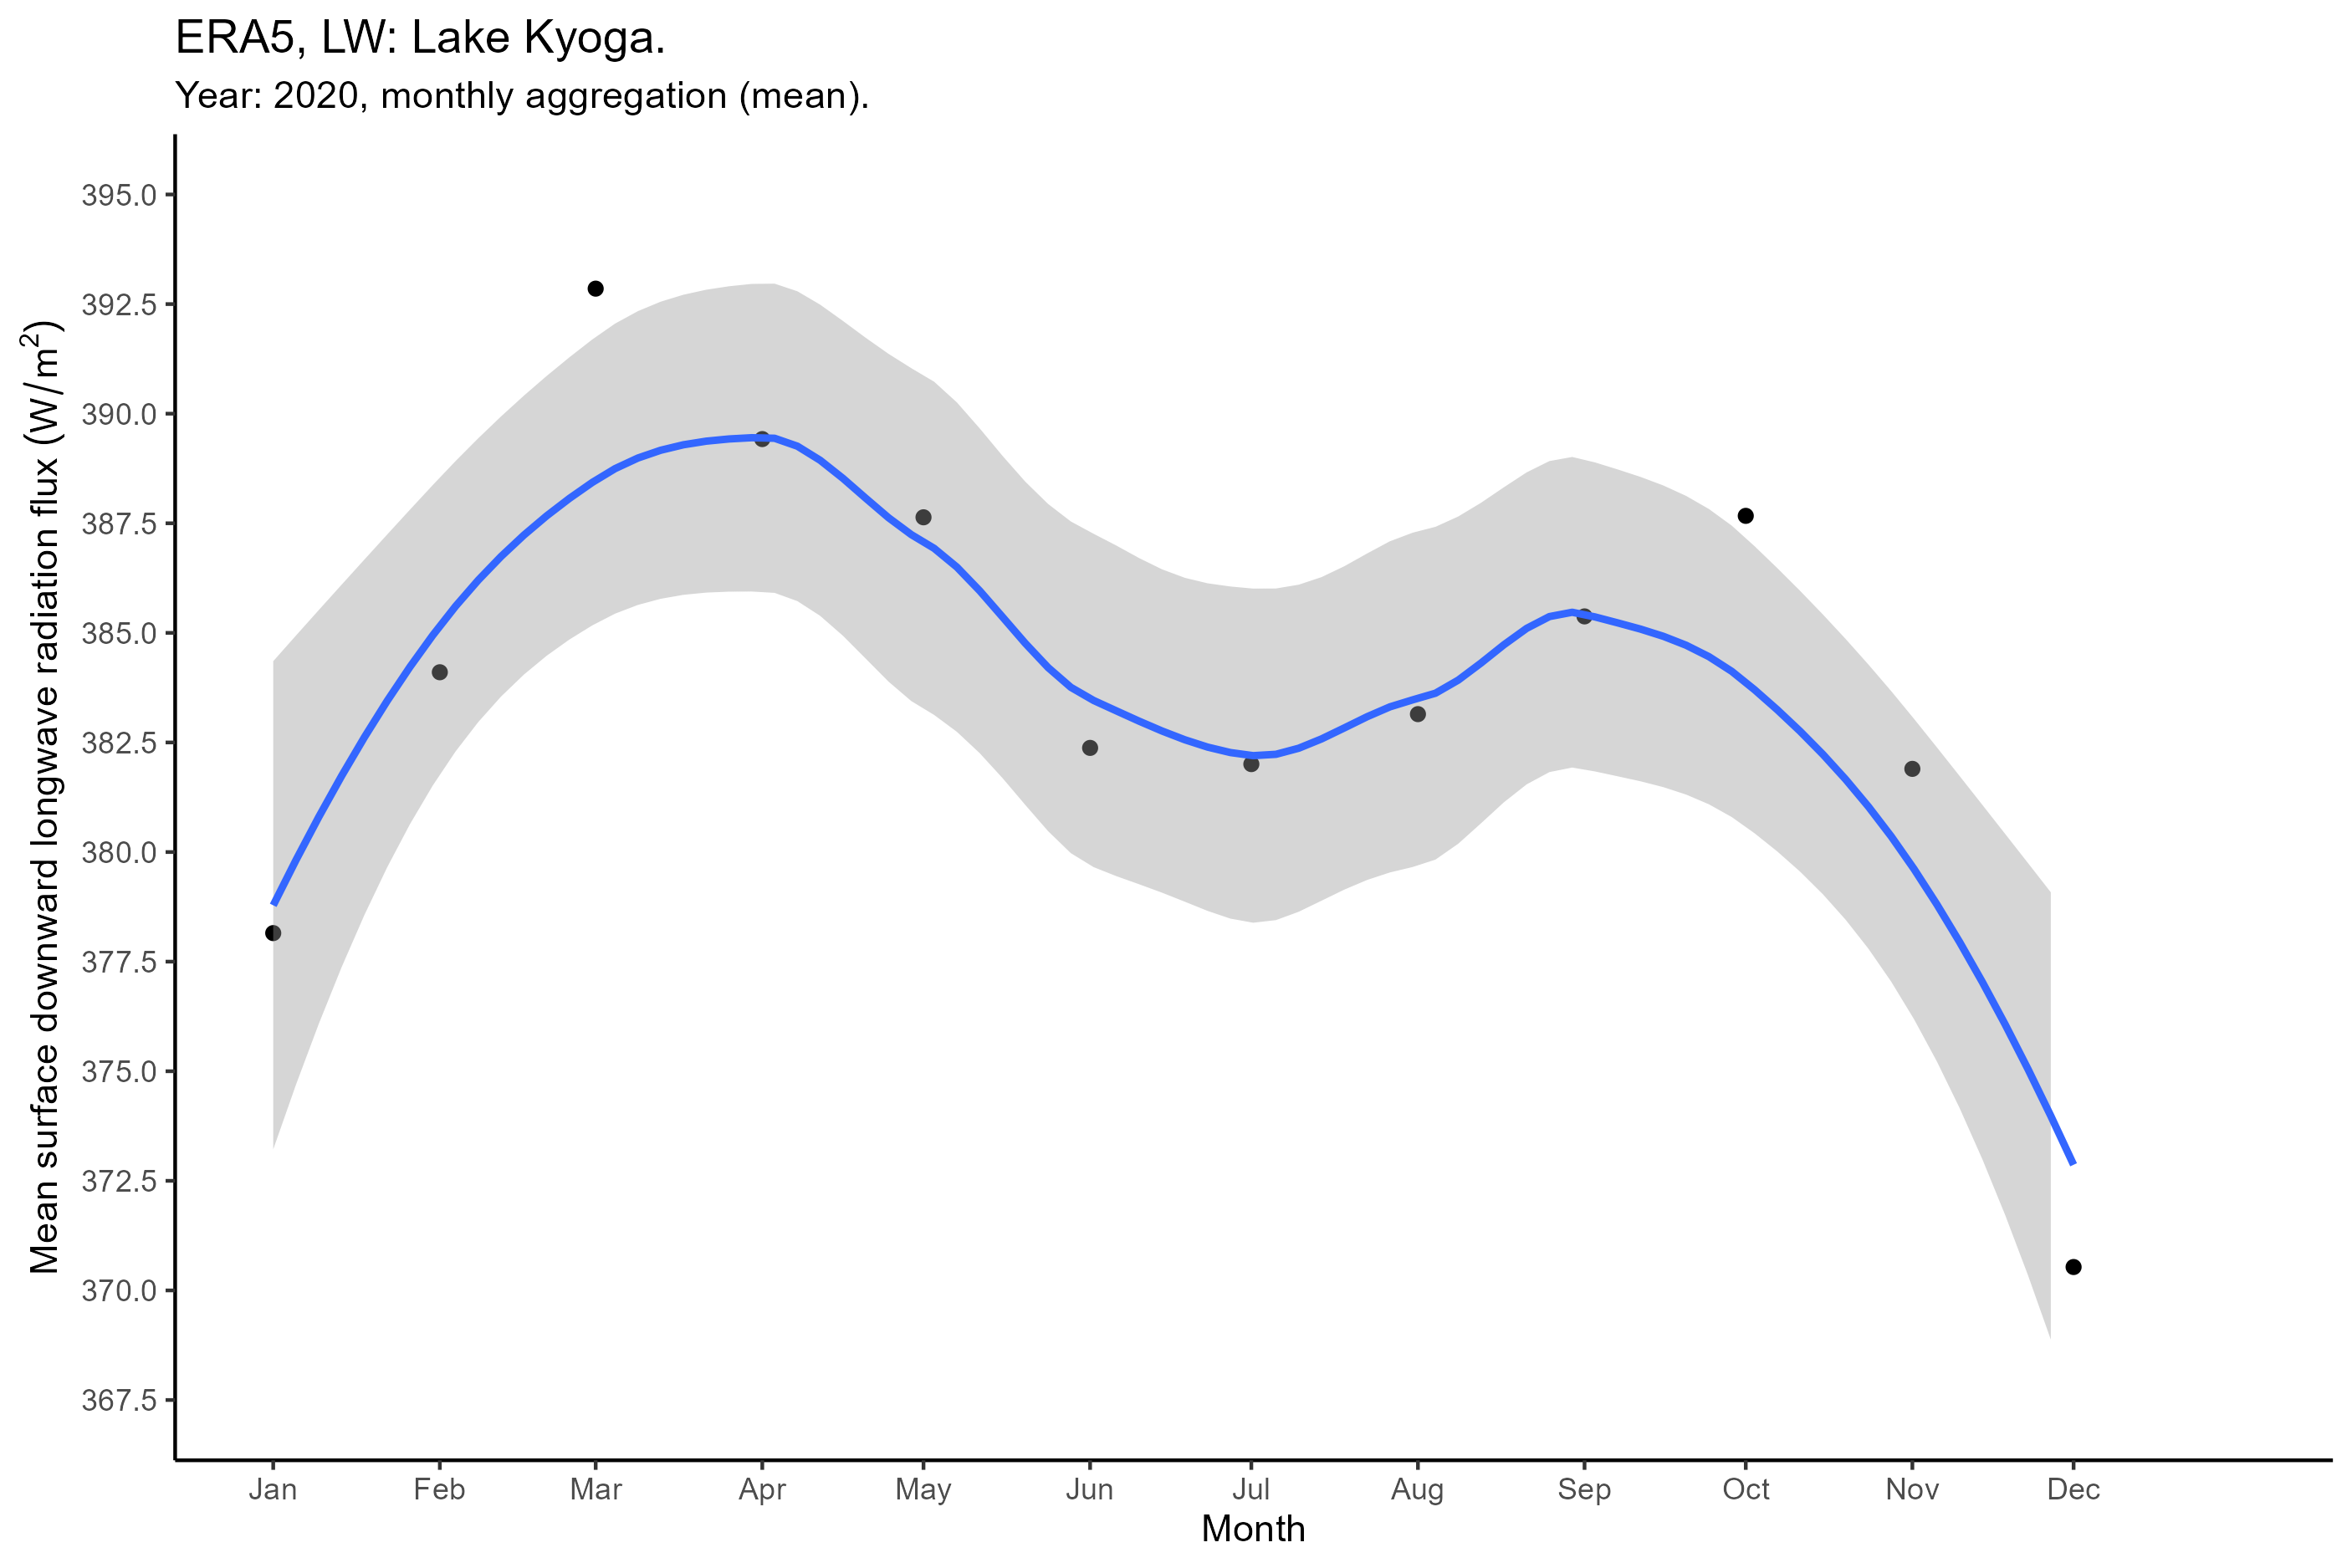 ERA5, LW: Lake Kyoga.
Year: 2020, monthly aggregation (mean).
Mean surface downward longwave radiation flux (W/m²)
395.0
392.5
390.0
387.5
385.0
382.5
380.0
377.5
375.0
372.5
370.0
367.5
Jan Feb Mar Apr May Jun Jul Aug Sep Oct Nov Dec
Month